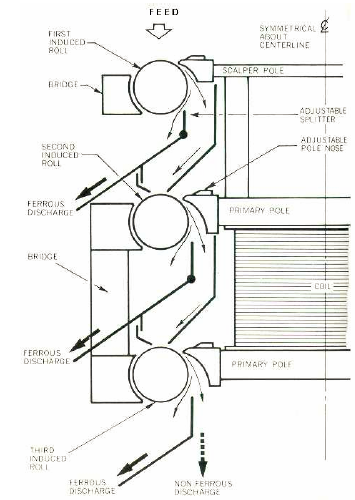 FEED
FIRST
INDUCED
ROLL
SYMMETRICAL
ABOUT
CENTERLINE
℄
SCALPER POLE
BRIDGE
ADJUSTABLE
SPLITTER
ADJUSTABLE
POLE NOSE
SECOND
INDUCED
ROLL
FERROUS
DISCHARGE
PRIMARY POLE
BRIDGE
COIL
FERROUS
DISCHARGE
PRIMARY POLE
THIRD
INDUCED
ROLL
FERROUS
DISCHARGE
NON FERROUS
DISCHARGE